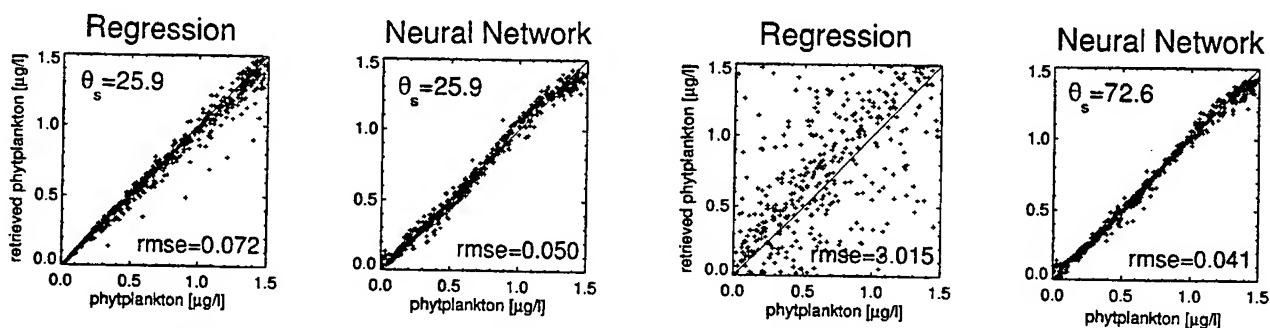 Regression
θs=25.9
rmse=0.072
retrieved phytplankton [µg/l]
1.5
1.0
0.5
0.0
0.0 0.5 1.0 1.5
phytplankton [µg/l]
Neural Network
θs=25.9
rmse=0.050
1.5
1.0
0.5
0.0
0.0 0.5 1.0 1.5
phytplankton [µg/l]
Regression
rmse=3.015
retrieved phytplankton [µg/l]
1.5
1.0
0.5
0.0
0.0 0.5 1.0 1.5
phytplankton [µg/l]
Neural Network
θs=72.6
rmse=0.041
1.5
1.0
0.5
0.0
0.0 0.5 1.0 1.5
phytplankton [µg/l]